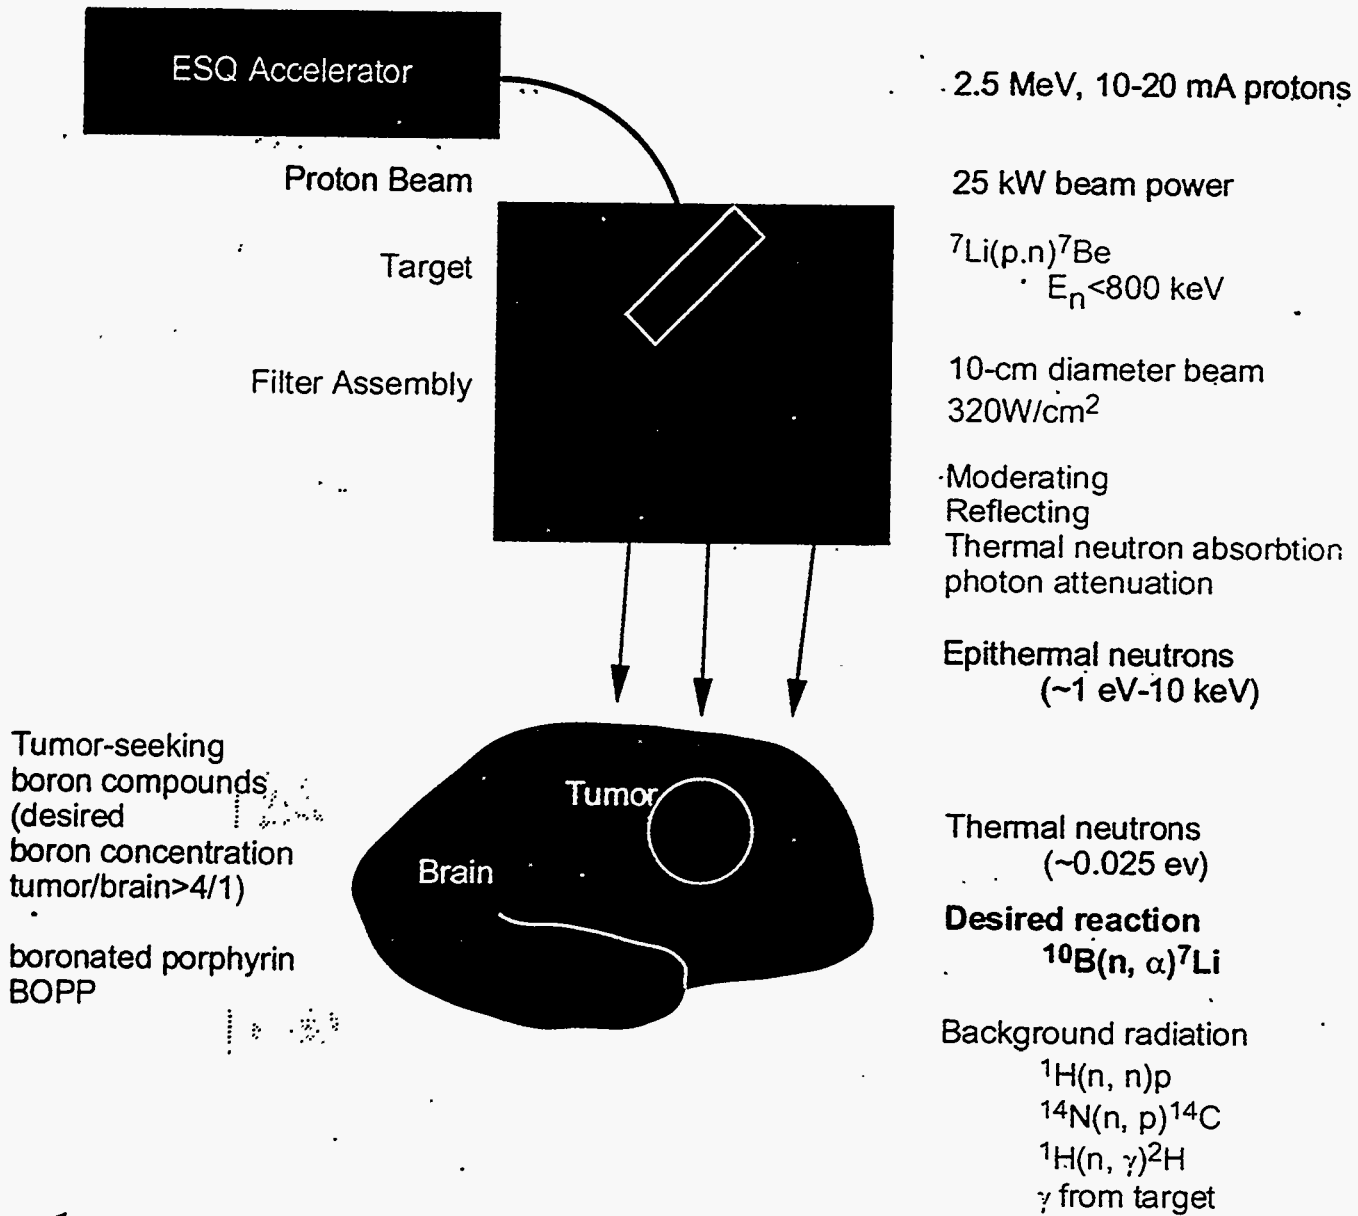 ESQ Accelerator
2.5 MeV, 10-20 mA protons
Proton Beam
25 kW beam power
Target
⁷Li(p.n)⁷Be
Eₙ<800 keV
Filter Assembly
10-cm diameter beam
320W/cm²
Moderating
Reflecting
Thermal neutron absorbtion
photon attenuation
Epithermal neutrons
(~1 eV-10 keV)
Tumor-seeking
boron compounds
(desired
boron concentration
tumor/brain>4/1)
boronated porphyrin
BOPP
Tumor
Brain
Thermal neutrons
(~0.025 ev)
Desired reaction
¹⁰B(n, α)⁷Li
Background radiation
¹H(n, n)p
¹⁴N(n, p)¹⁴C
¹H(n, γ)²H
γ from target